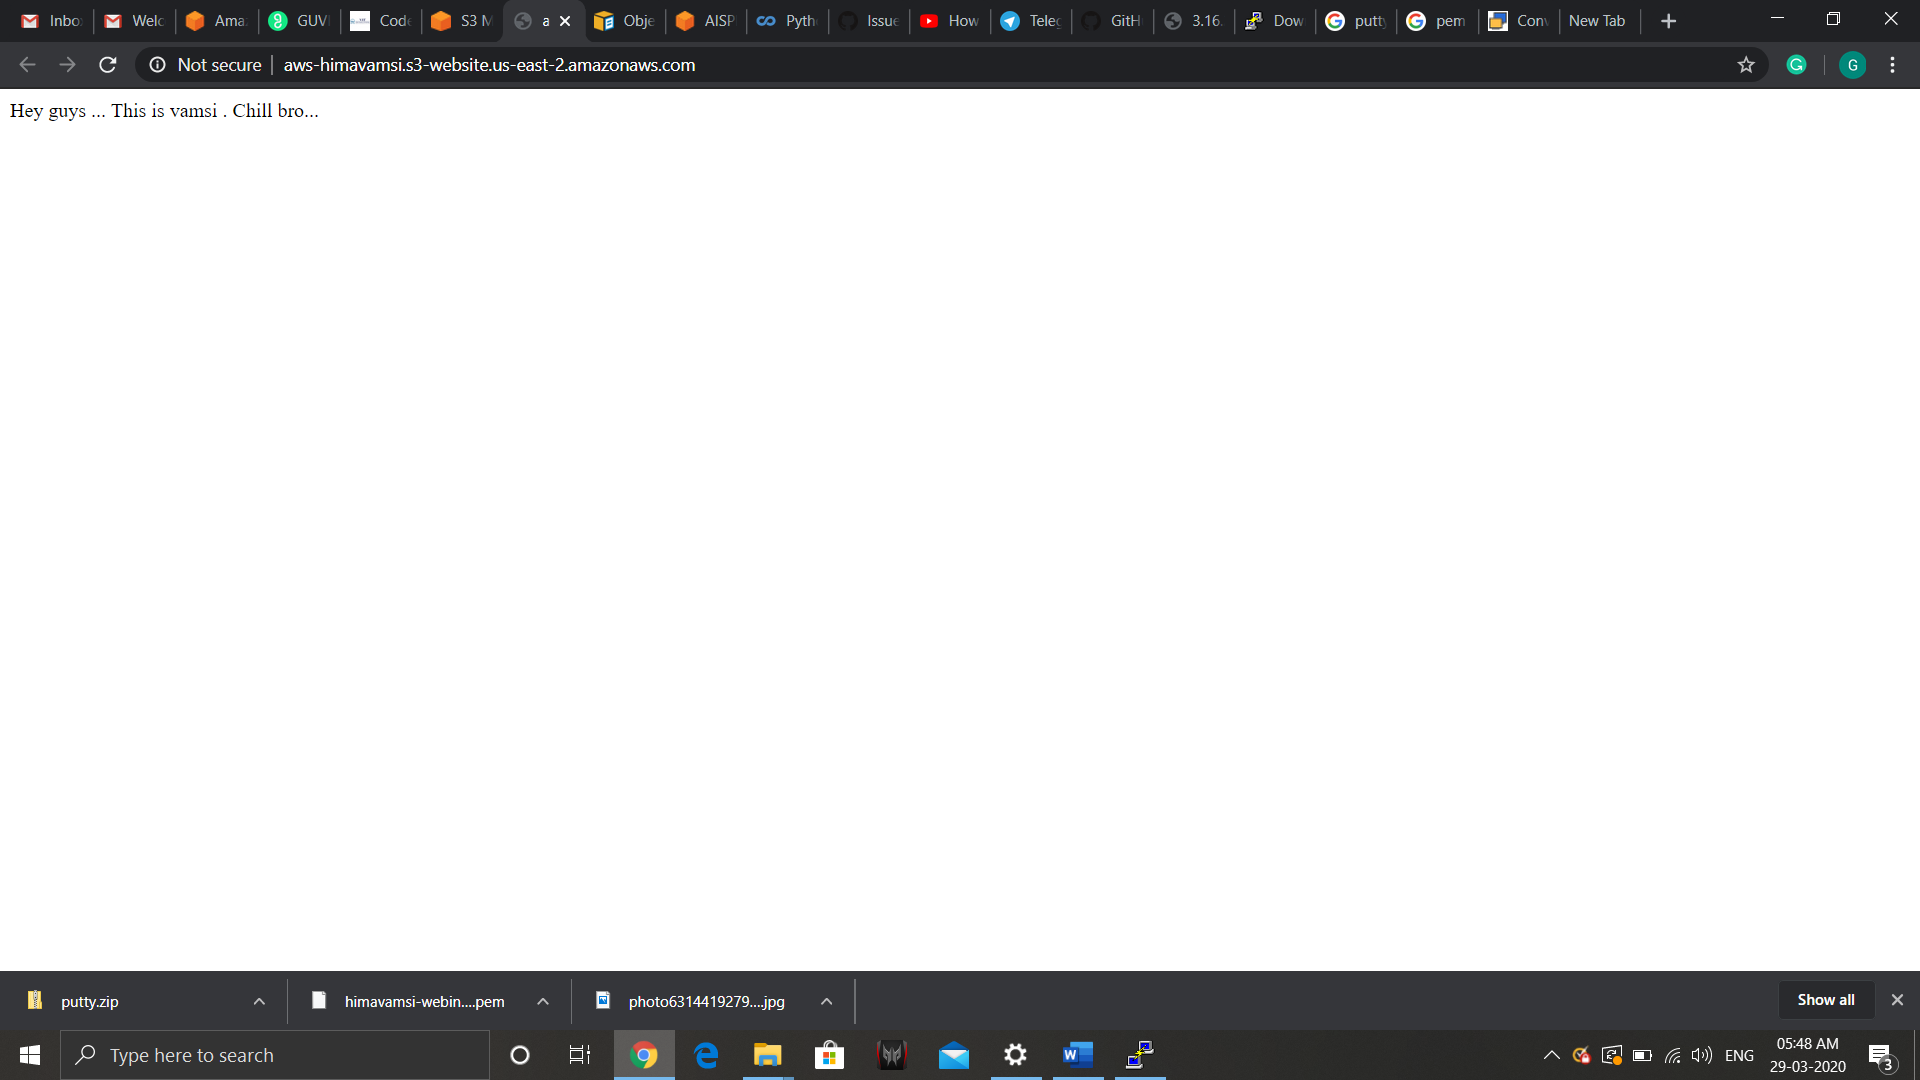 Inbo
Welc
Ama
GUVI
Code
S3 M
a
Obje
AISP
Pyth
Issue
How
Teleg
GitH
3.16.
Dow
putty
pem
Conv
New Tab
Not secure
aws-himavamsi.s3-website.us-east-2.amazonaws.com
G
Hey guys ... This is vamsi . Chill bro...
putty.zip
himavamsi-webin....pem
photo6314419279....jpg
Show all
Type here to search
ENG
05:48 AM
29-03-2020
3